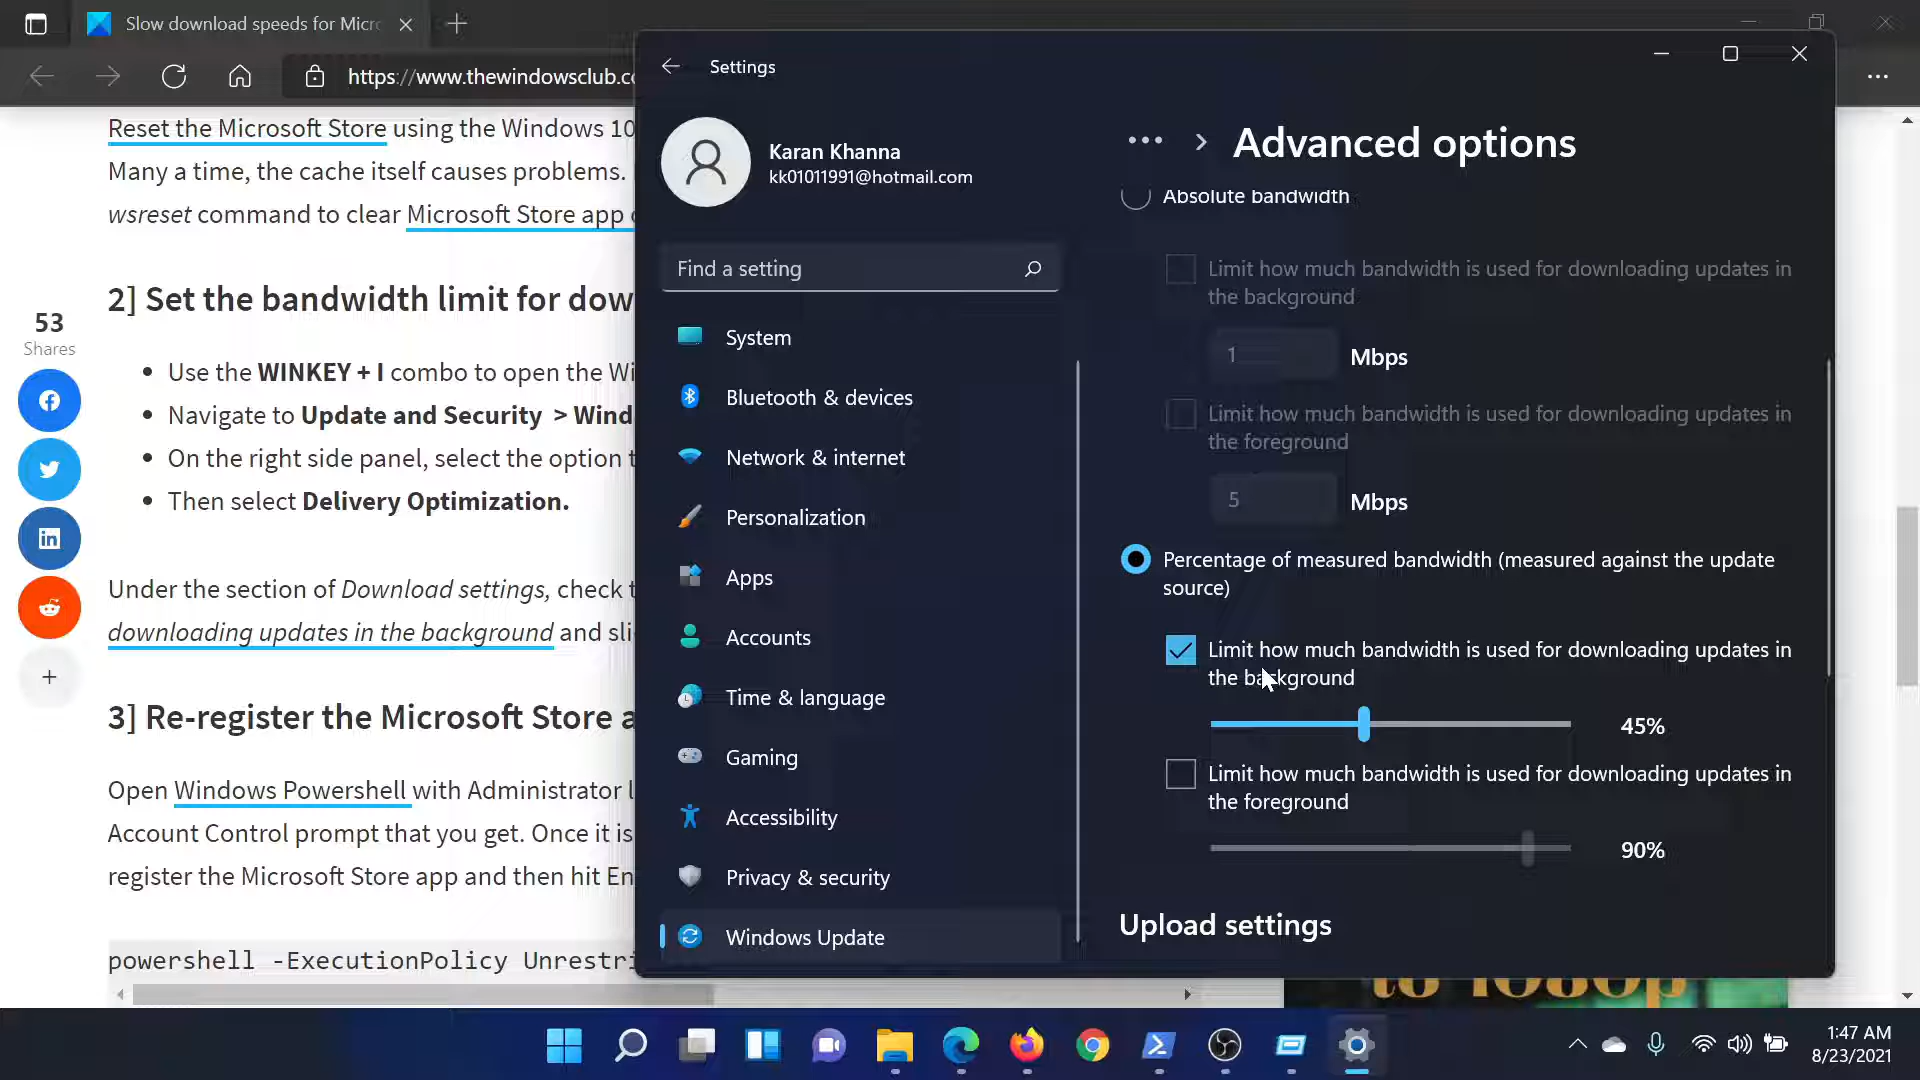 Slow download speeds for Micro
https://www.thewindowsclub.co
Reset the Microsoft Store using the Windows 10
Many a time, the cache itself causes problems.
wsreset command to clear Microsoft Store app
2] Set the bandwidth limit for dow
53
Shares
Use the WINKEY + I combo to open the Wi
Navigate to Update and Security > Wind
On the right side panel, select the option t
Then select Delivery Optimization.
Under the section of Download settings, check t
downloading updates in the background and sli
3] Re-register the Microsoft Store a
Open Windows Powershell with Administrator l
Account Control prompt that you get. Once it is
register the Microsoft Store app and then hit En
powershell -ExecutionPolicy Unrestri
Settings
Karan Khanna
kk01011991@hotmail.com
Find a setting
System
Bluetooth & devices
Network & internet
Personalization
Apps
Accounts
Time & language
Gaming
Accessibility
Privacy & security
Windows Update
Advanced options
Absolute bandwidth
Limit how much bandwidth is used for downloading updates in
the background
1 Mbps
Limit how much bandwidth is used for downloading updates in
the foreground
5 Mbps
Percentage of measured bandwidth (measured against the update
source)
Limit how much bandwidth is used for downloading updates in
the background
45%
Limit how much bandwidth is used for downloading updates in
the foreground
90%
Upload settings
to 1080p
1:47 AM
8/23/2021